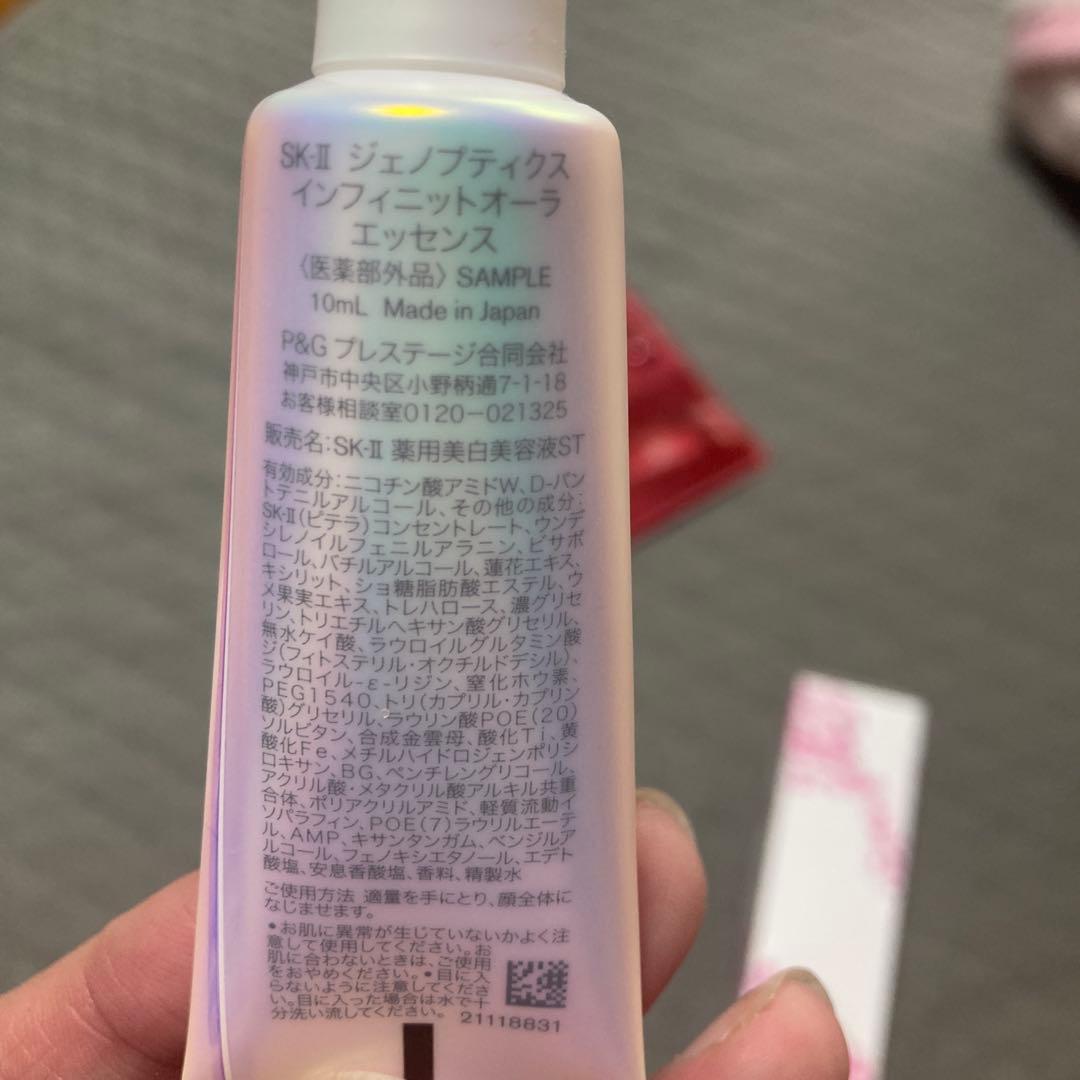 SK-II ジェノプティクス
インフィニットオーラ
エッセンス
〈医薬部外品〉 SAMPLE
10mL Made in Japan
P&G プレステージ合同会社
神戸市中央区小野柄通7-1-18
お客様相談室0120-021325
販売名:SK-II 薬用美白美容液ST
有効成分:ニコチン酸アミドW、D-パン
トテニルアルコール、その他の成分:
SK-II(ピテラ)コンセントレート、ウンデ
シレノイルフェニルアラニン、ビサボ
ロール、バチルアルコール、蓮花エキス、
キシリット、ショ糖脂肪酸エステル、ウ
メ果実エキス、トレハロース、濃グリセ
リン、トリエチルヘキサン酸グリセリル、
無水ケイ酸、ラウロイルグルタミン酸
ジ(フィトステリル・オクチルドデシル)、
ラウロイル-ε-リジン、窒化ホウ素、
PEG1540、トリ(カプリル・カプリン
酸)グリセリル、ラウリン酸POE(20)
ソルビタン、合成金雲母、酸化Ti、黄
酸化Fe、メチルハイドロジェンポリシ
ロキサン、BG、ペンチレングリコール、
アクリル酸・メタクリル酸アルキル共重
合体、ポリアクリルアミド、軽質流動イ
ソパラフィン、POE(7)ラウリルエーテ
ル、AMP、キサンタンガム、ベンジルア
ルコール、フェノキシエタノール、エデト
酸塩、安息香酸塩、香料、精製水
ご使用方法 適量を手にとり、顔全体に
なじませます。
•お肌に異常が生じていないかよく注
意して使用してください。お
肌に合わないときは、ご使用
をおやめください。•目に入
らないように注意してくださ
い。目に入った場合は水で十
分洗い流してください。 21118831